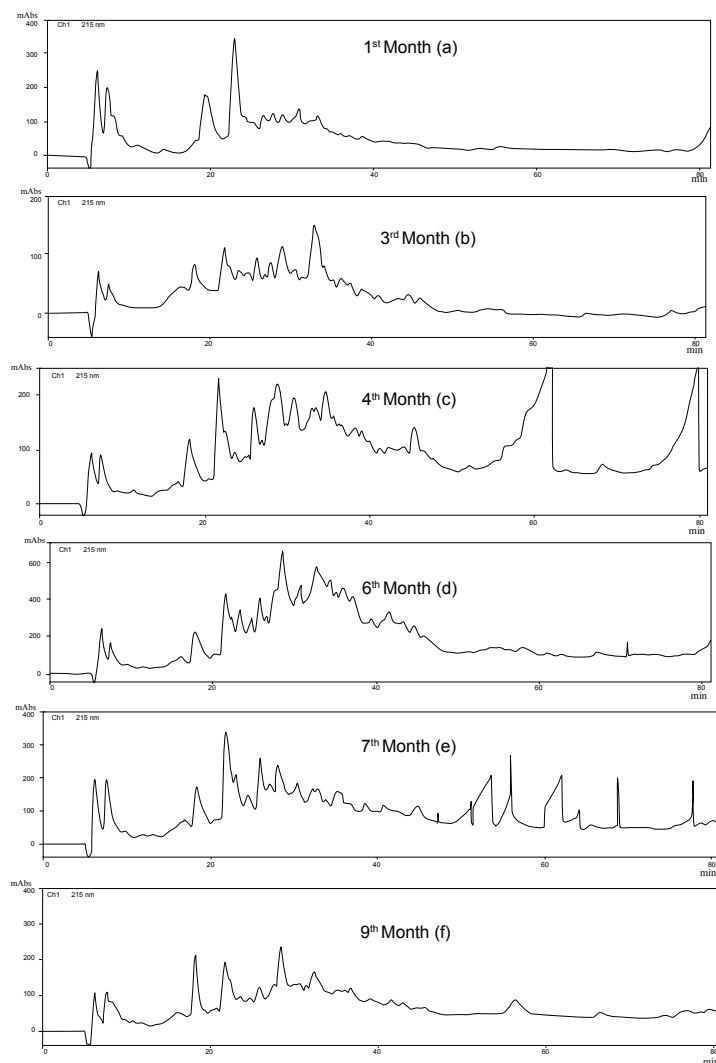 mAbs
400
Ch1 215 nm
1st Month (a)
300
200
100
0
0 20 40 60 80
min
mAbs
200
Ch1 215 nm
3rd Month (b)
100
0
0 20 40 60 80
min
mAbs
200
Ch1 215 nm
4th Month (c)
100
0
0 20 40 60 80
min
mAbs
Ch1 215 nm
600
6th Month (d)
400
200
0
0 20 40 60 80
min
mAbs
400
Ch1 215 nm
7th Month (e)
300
200
100
0
0 20 40 60 80
min
mAbs
400
Ch1 215 nm
300
9th Month (f)
200
100
0
0 20 40 60 80
min